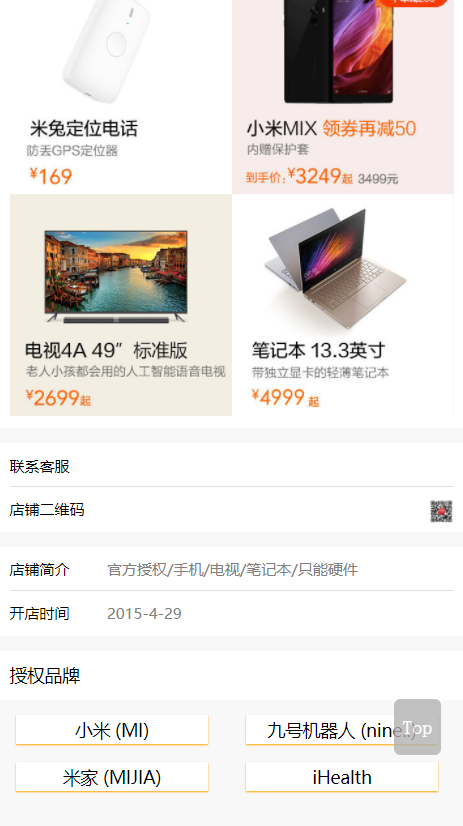 米兔定位电话
防丢GPS定位器
¥169
小米MIX 领券再减50
内赠保护套
到手价:¥3249起 3499元
电视4A 49” 标准版
老人小孩都会用的人工智能语音电视
¥2699起
笔记本 13.3英寸
带独立显卡的轻薄笔记本
¥4999 起
联系客服
店铺二维码
店铺简介 官方授权/手机/电视/笔记本/只能硬件
开店时间 2015-4-29
授权品牌
小米 (MI)
九号机器人 (nine
Top
米家 (MIJIA)
iHealth